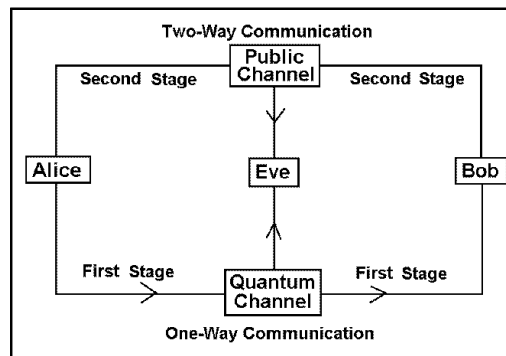 Two-Way Communication
Public
Channel
Second Stage
Second Stage
Alice
Eve
Bob
First Stage
Quantum
Channel
First Stage
One-Way Communication